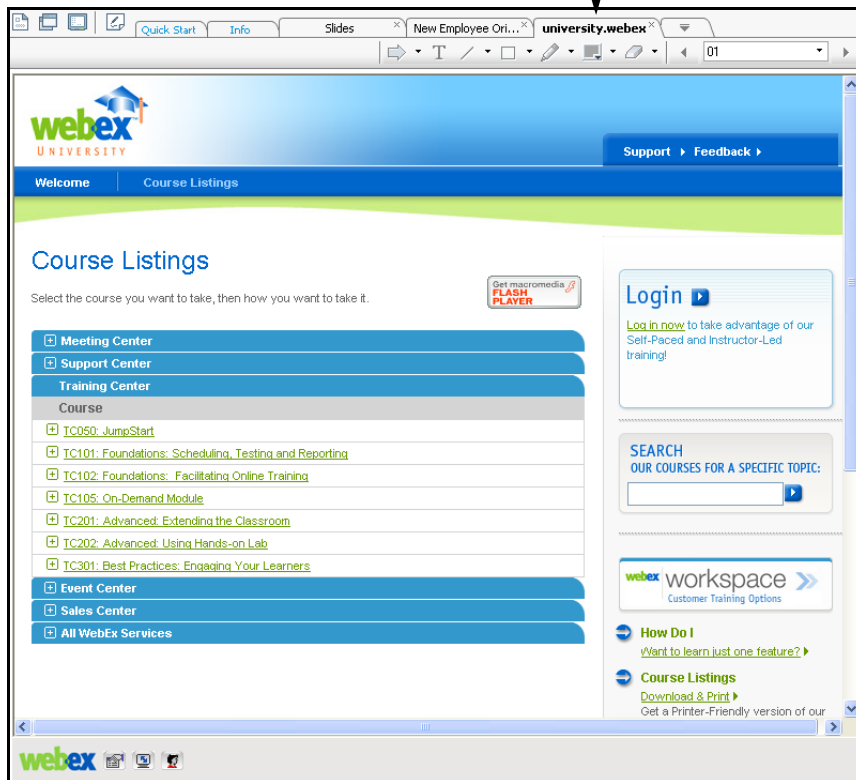 Quick Start
Info
Slides
New Employee Ori...
university.webex
T
01
webex
UNIVERSITY
Support
Feedback
Welcome
Course Listings
Course Listings
Select the course you want to take, then how you want to take it.
Get macromedia
FLASH
PLAYER
Meeting Center
Support Center
Training Center
Course
TC050: JumpStart
TC101: Foundations: Scheduling, Testing and Reporting
TC102: Foundations: Facilitating Online Training
TC105: On-Demand Module
TC201: Advanced: Extending the Classroom
TC202: Advanced: Using Hands-on Lab
TC301: Best Practices: Engaging Your Learners
Event Center
Sales Center
All WebEx Services
Login
Log in now to take advantage of our
Self-Paced and Instructor-Led
training!
SEARCH
OUR COURSES FOR A SPECIFIC TOPIC:
webex workspace
Customer Training Options
How Do I
Want to learn just one feature?
Course Listings
Download & Print
Get a Printer-Friendly version of our
webex